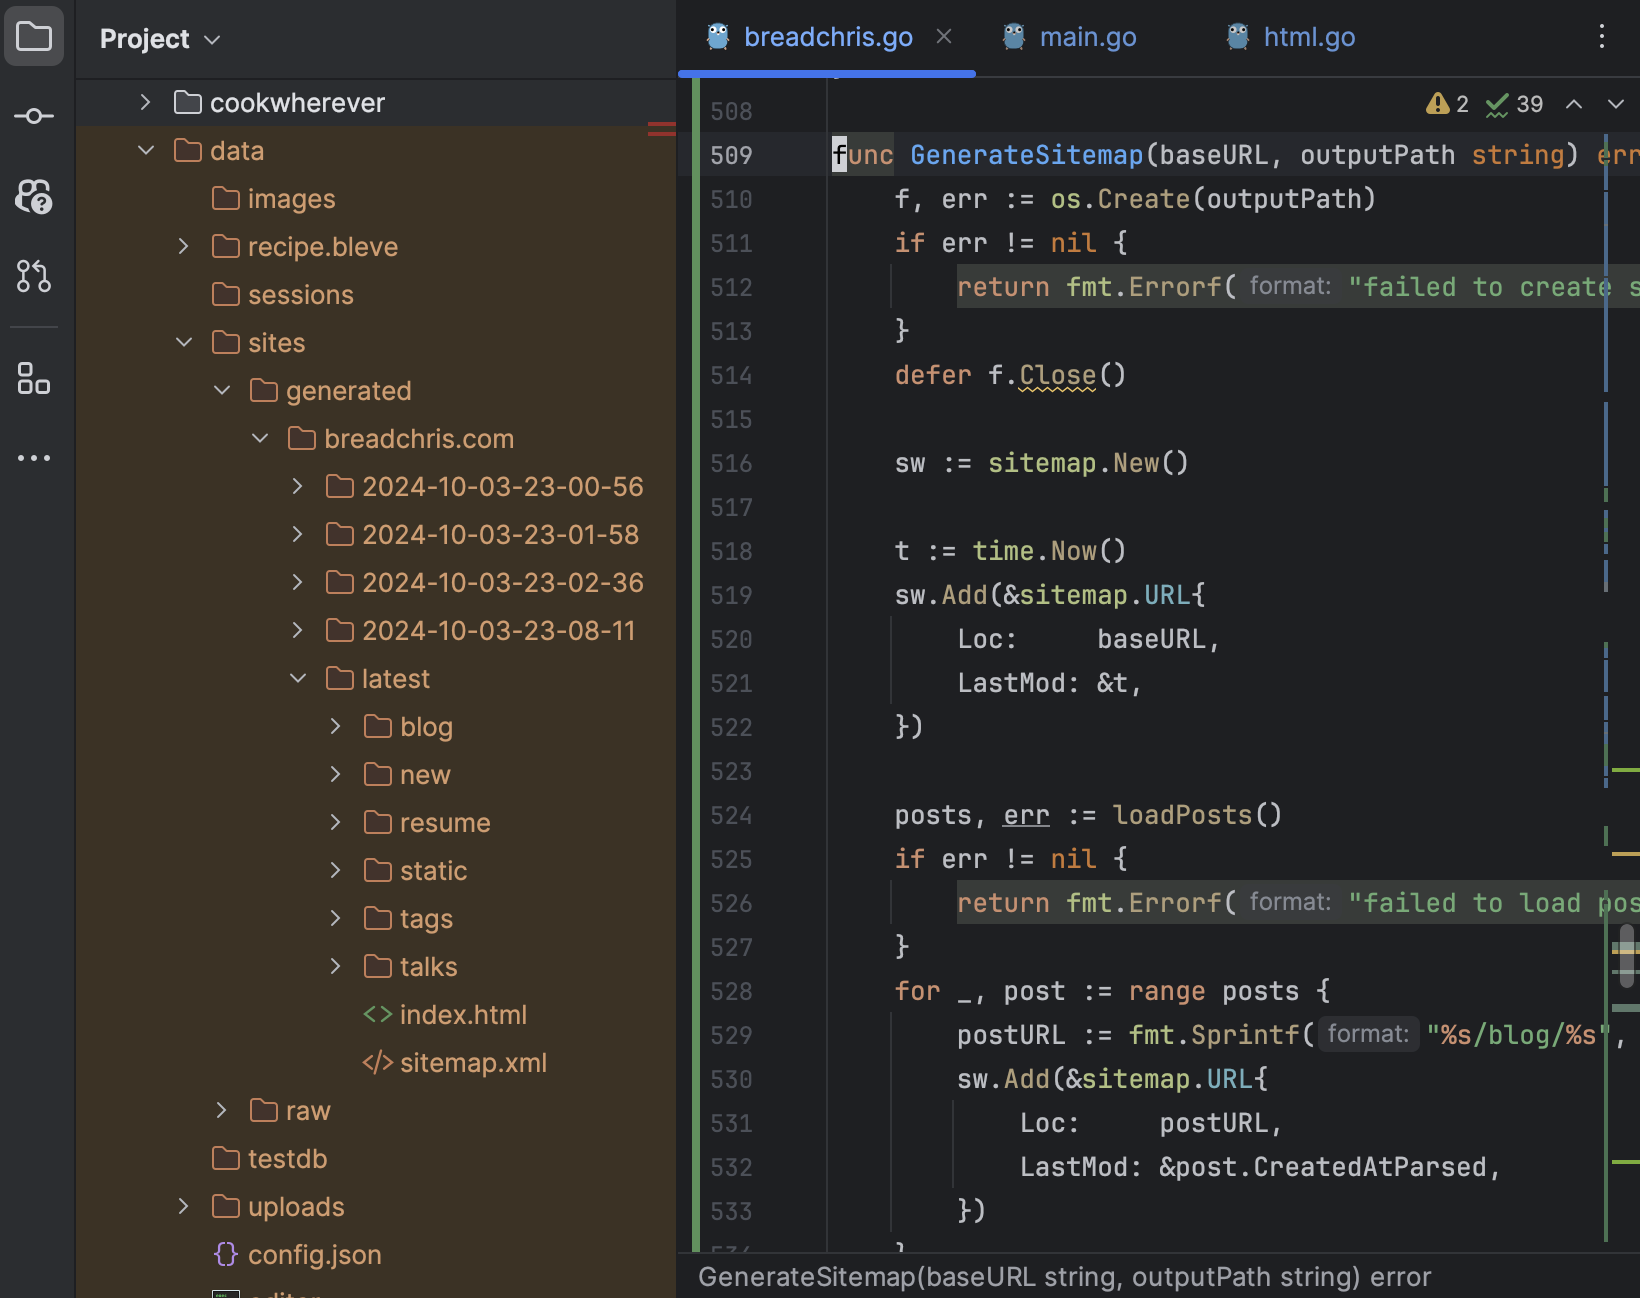 Project
cookwherever
data
images
recipe.bleve
sessions
sites
generated
breadchris.com
2024-10-03-23-00-56
2024-10-03-23-01-58
2024-10-03-23-02-36
2024-10-03-23-08-11
latest
blog
new
resume
static
tags
talks
<> index.html
</> sitemap.xml
raw
testdb
uploads
{} config.json
breadchris.go × main.go html.go
2 39
508
509 func GenerateSitemap(baseURL, outputPath string) err
510 f, err := os.Create(outputPath)
511 if err != nil {
512 return fmt.Errorf( format: "failed to create s
513 }
514 defer f.Close()
515
516 sw := sitemap.New()
517
518 t := time.Now()
519 sw.Add(&sitemap.URL{
520 Loc: baseURL,
521 LastMod: &t,
522 })
523
524 posts, err := loadPosts()
525 if err != nil {
526 return fmt.Errorf( format: "failed to load pos
527 }
528 for _, post := range posts {
529 postURL := fmt.Sprintf( format: "%s/blog/%s",
530 sw.Add(&sitemap.URL{
531 Loc: postURL,
532 LastMod: &post.CreatedAtParsed,
533 })
GenerateSitemap(baseURL string, outputPath string) error